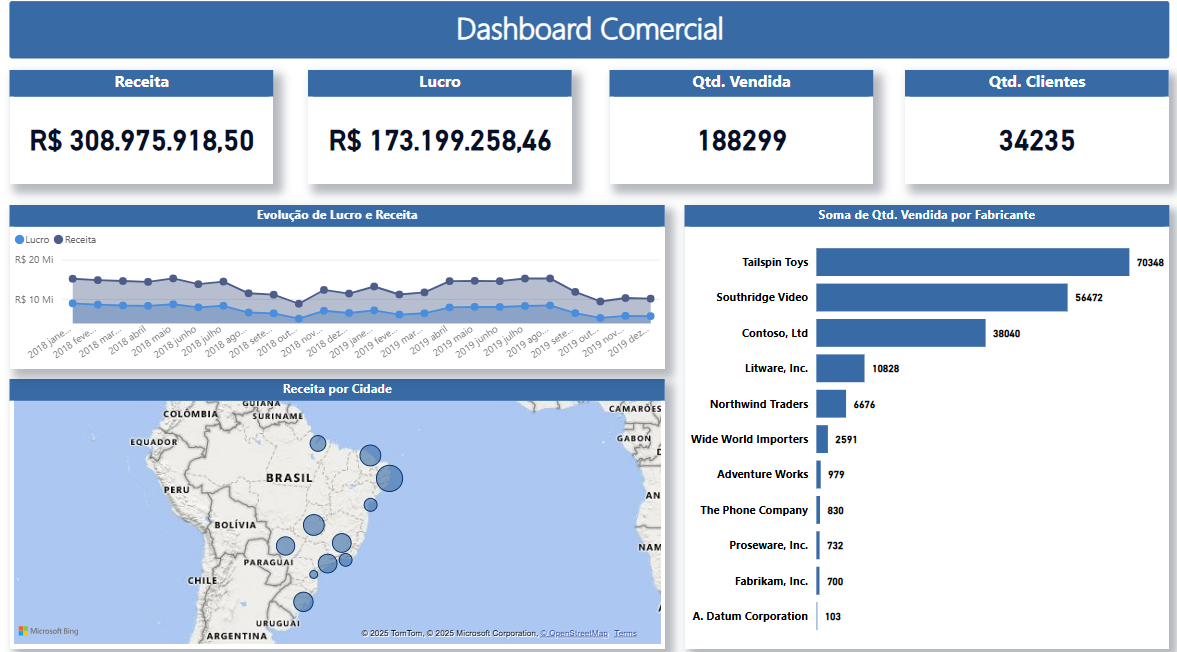 Dashboard Comercial
Receita
R$ 308.975.918,50
Lucro
R$ 173.199.258,46
Qtd. Vendida
188299
Qtd. Clientes
34235
Evolução de Lucro e Receita
Lucro Receita
R$ 20 Mi
R$ 10 Mi
2018 jane...
2018 feve...
2018 mar...
2018 abril
2018 maio
2018 junho
2018 julho
2018 ago...
2018 sete...
2018 out...
2018 nov...
2018 dez...
2019 jane...
2019 feve...
2019 mar...
2019 abril
2019 maio
2019 junho
2019 julho
2019 ago...
2019 sete...
2019 out...
2019 nov...
2019 dez...
Receita por Cidade
GUIANA
COLÔMBIA
SURINAME
CAMARÕES
EQUADOR
GABON
BRASIL
PERU
AN
BOLÍVIA
NAM
PARAGUAI
CHILE
URUGUAI
ARGENTINA
Microsoft Bing
© 2025 TomTom, © 2025 Microsoft Corporation, © OpenStreetMap Terms
Soma de Qtd. Vendida por Fabricante
Tailspin Toys 70348
Southridge Video 56472
Contoso, Ltd 38040
Litware, Inc. 10828
Northwind Traders 6676
Wide World Importers 2591
Adventure Works 979
The Phone Company 830
Proseware, Inc. 732
Fabrikam, Inc. 700
A. Datum Corporation 103